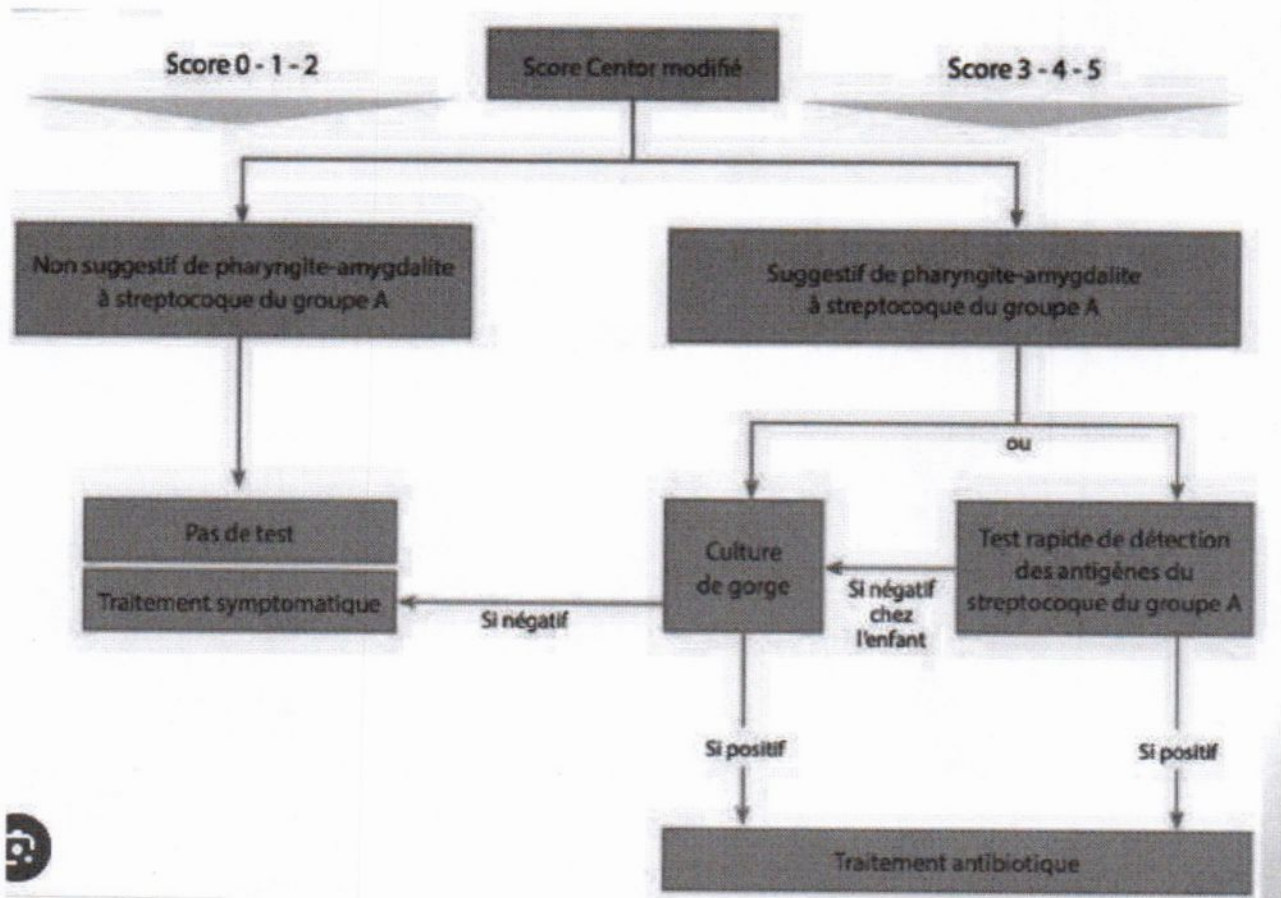 Score 0 - 1 - 2
Score Centor modifié
Score 3 - 4 - 5
Non suggestif de pharyngite-amygdalite
à streptocoque du groupe A
Suggestif de pharyngite-amygdalite
à streptocoque du groupe A
ou
Pas de test
Traitement symptomatique
Si négatif
Culture
de gorge
Si négatif
chez
l'enfant
Test rapide de détection
des antigènes du
streptocoque du groupe A
Si positif
Si positif
Traitement antibiotique